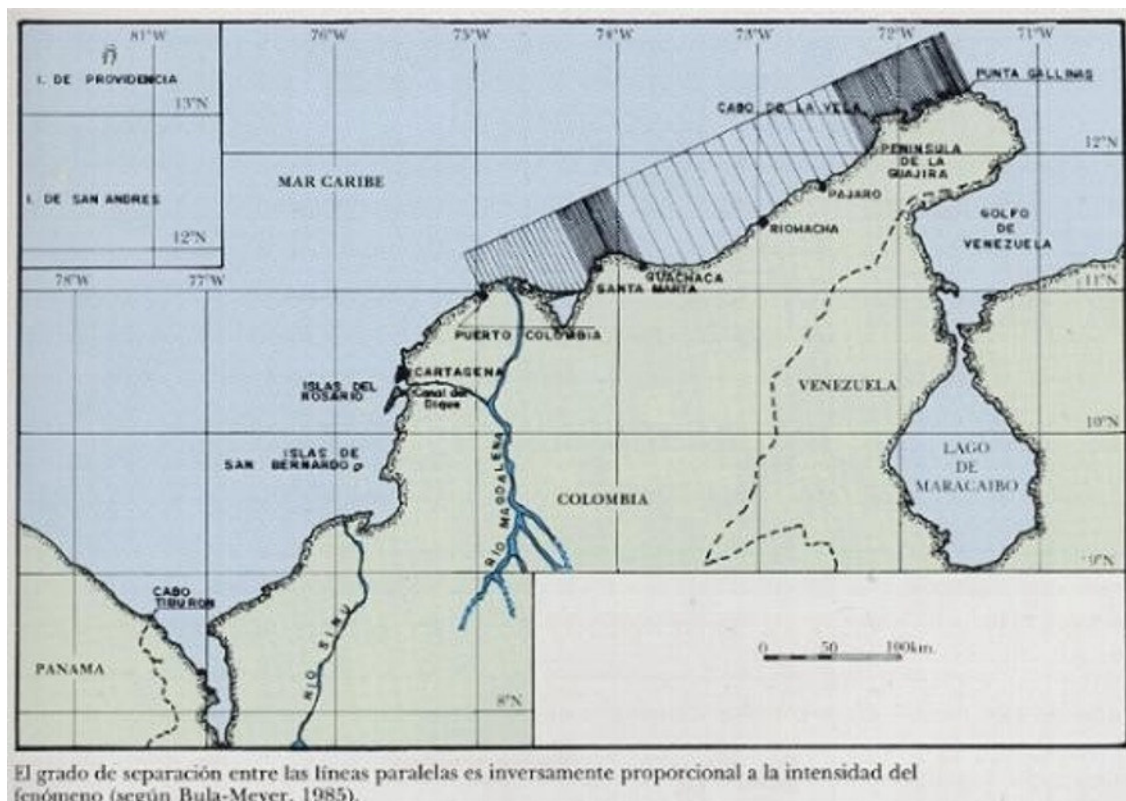 81°W
76°W
75°W
74°W
73°W
72°W
71°W
I. DE PROVIDENCIA
13°N
I. DE SAN ANDRES
12°N
78°W
77°W
MAR CARIBE
PUNTA GALLINAS
CABO DE LA VELA
12°N
PENINSULA
DE LA
GUAJIRA
PAJARO
RIOHACHA
GOLFO
DE
VENEZUELA
GUACHACA
SANTA MARTA
11°N
PUERTO COLOMBIA
CARTAGENA
Canal del
Dique
ISLAS DEL
ROSARIO
VENEZUELA
10°N
ISLAS DE
SAN BERNARDO
LAGO
DE
MARACAIBO
RIO MAGDALENA
COLOMBIA
9°N
CABO
TIBURON
RIO SINU
PANAMA
8°N
0 50 100km.
El grado de separación entre las líneas paralelas es inversamente proporcional a la intensidad del
fenómeno (según Bula-Meyer, 1985).